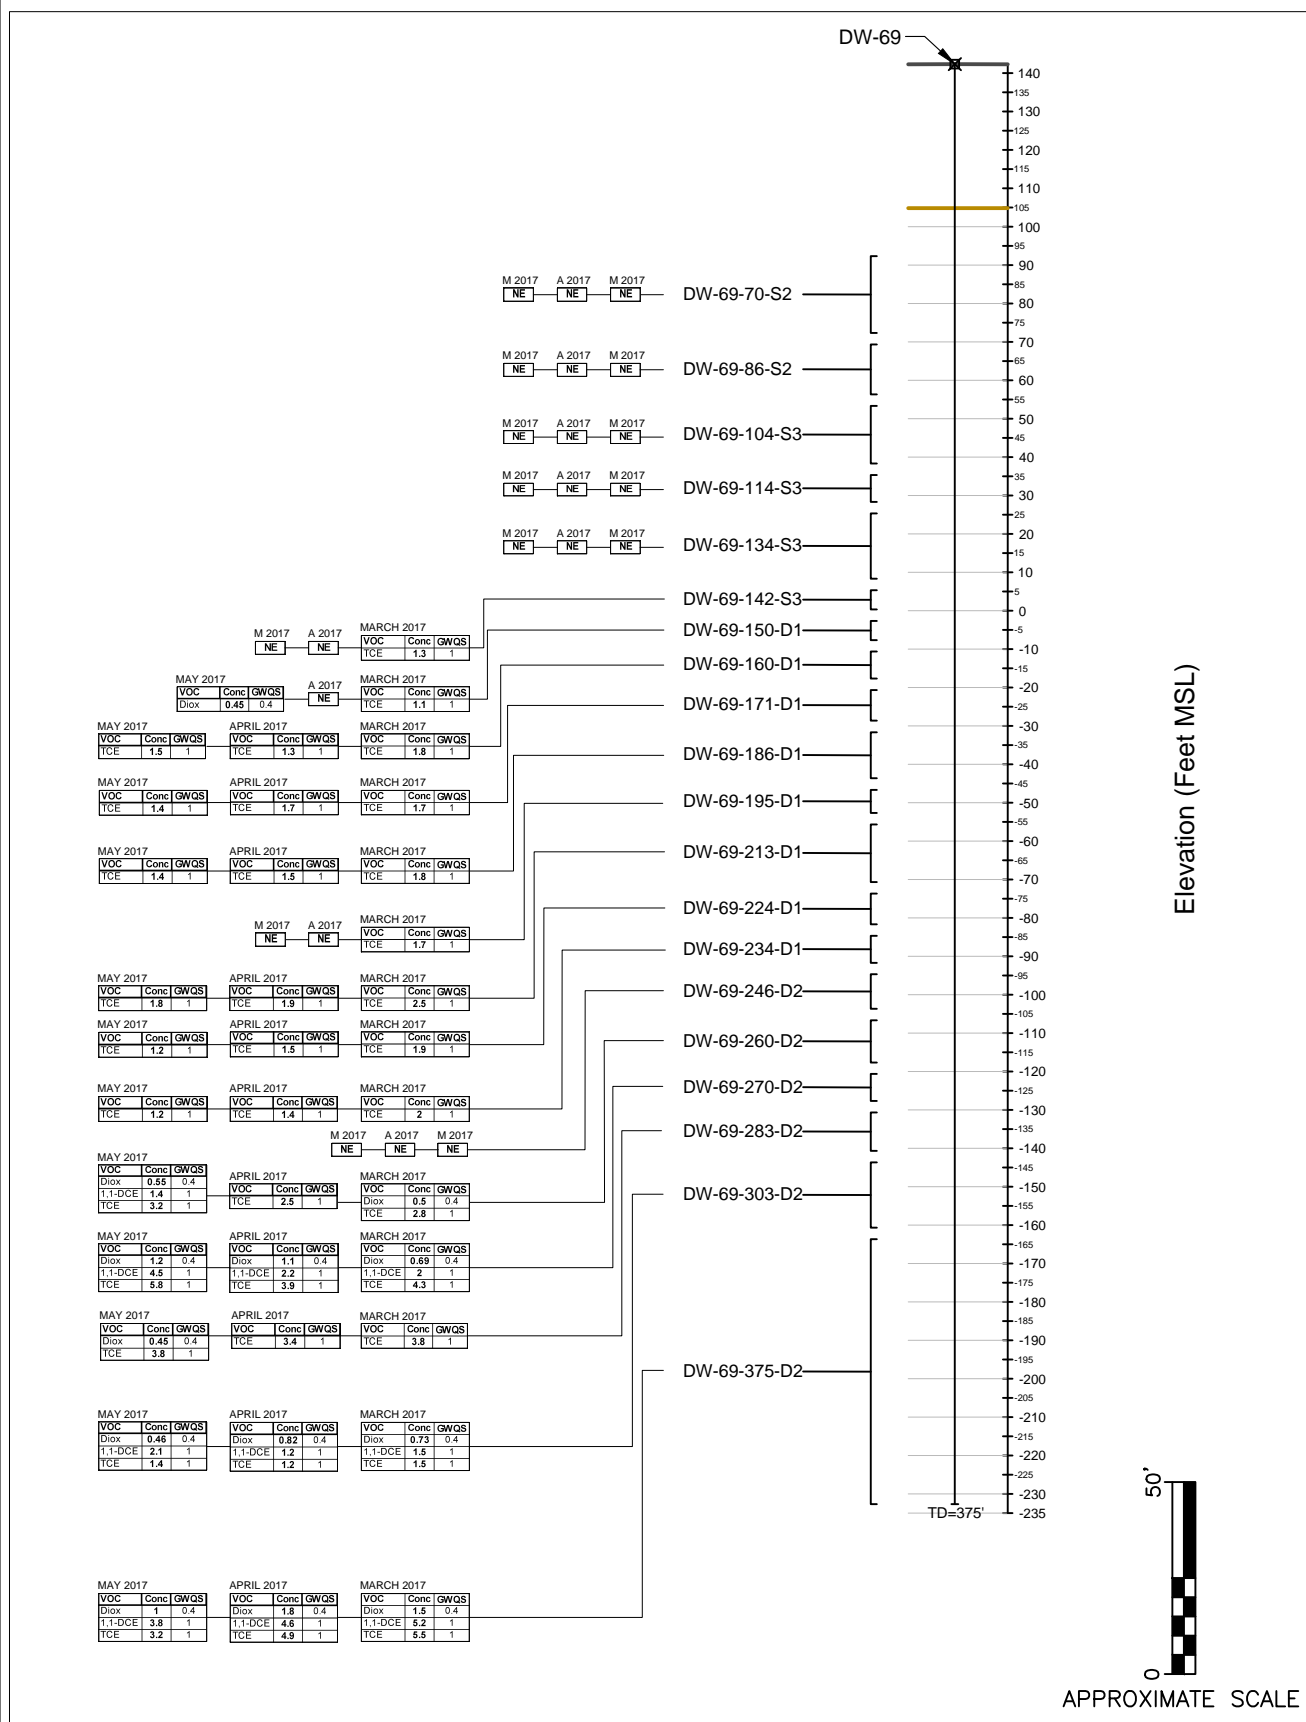 DW-69
140
135
130
125
120
115
110
105
100
95
90
85
80
75
70
65
60
55
50
45
40
35
30
25
20
15
10
5
0
-5
-10
-15
-20
-25
-30
-35
-40
-45
-50
-55
-60
-65
-70
-75
-80
-85
-90
-95
-100
-105
-110
-115
-120
-125
-130
-135
-140
-145
-150
-155
-160
-165
-170
-175
-180
-185
-190
-195
-200
-205
-210
-215
-220
-225
-230
-235
TD=375'
Elevation (Feet MSL)
M 2017 A 2017 M 2017
NE NE NE DW-69-70-S2
M 2017 A 2017 M 2017
NE NE NE DW-69-86-S2
M 2017 A 2017 M 2017
NE NE NE DW-69-104-S3
M 2017 A 2017 M 2017
NE NE NE DW-69-114-S3
M 2017 A 2017 M 2017
NE NE NE DW-69-134-S3
DW-69-142-S3
DW-69-150-D1
DW-69-160-D1
DW-69-171-D1
DW-69-186-D1
DW-69-195-D1
DW-69-213-D1
DW-69-224-D1
DW-69-234-D1
DW-69-246-D2
DW-69-260-D2
DW-69-270-D2
DW-69-283-D2
DW-69-303-D2
DW-69-375-D2
M 2017 A 2017 MARCH 2017
NE NE VOC Conc GWQS
TCE 1.3 1
MAY 2017 A 2017 MARCH 2017
VOC Conc GWQS NE VOC Conc GWQS
Diox 0.45 0.4 TCE 1.1 1
MAY 2017 APRIL 2017 MARCH 2017
VOC Conc GWQS VOC Conc GWQS VOC Conc GWQS
TCE 1.5 1 TCE 1.3 1 TCE 1.8 1
MAY 2017 APRIL 2017 MARCH 2017
VOC Conc GWQS VOC Conc GWQS VOC Conc GWQS
TCE 1.4 1 TCE 1.7 1 TCE 1.7 1
MAY 2017 APRIL 2017 MARCH 2017
VOC Conc GWQS VOC Conc GWQS VOC Conc GWQS
TCE 1.4 1 TCE 1.5 1 TCE 1.8 1
M 2017 A 2017 MARCH 2017
NE NE VOC Conc GWQS
TCE 1.7 1
MAY 2017 APRIL 2017 MARCH 2017
VOC Conc GWQS VOC Conc GWQS VOC Conc GWQS
TCE 1.8 1 TCE 1.9 1 TCE 2.5 1
MAY 2017 APRIL 2017 MARCH 2017
VOC Conc GWQS VOC Conc GWQS VOC Conc GWQS
TCE 1.2 1 TCE 1.5 1 TCE 1.9 1
MAY 2017 APRIL 2017 MARCH 2017
VOC Conc GWQS VOC Conc GWQS VOC Conc GWQS
TCE 1.2 1 TCE 1.4 1 TCE 2 1
M 2017 A 2017 M 2017
NE NE NE
MAY 2017 APRIL 2017 MARCH 2017
VOC Conc GWQS VOC Conc GWQS VOC Conc GWQS
Diox 0.55 0.4 TCE 2.5 1 Diox 0.5 0.4
1,1-DCE 1.4 1 TCE 2.8 1
TCE 3.2 1
MAY 2017 APRIL 2017 MARCH 2017
VOC Conc GWQS VOC Conc GWQS VOC Conc GWQS
Diox 1.2 0.4 Diox 1.1 0.4 Diox 0.69 0.4
1,1-DCE 4.5 1 1,1-DCE 2.2 1 1,1-DCE 2 1
TCE 5.8 1 TCE 3.9 1 TCE 4.3 1
MAY 2017 APRIL 2017 MARCH 2017
VOC Conc GWQS VOC Conc GWQS VOC Conc GWQS
Diox 0.45 0.4 TCE 3.4 1 TCE 3.8 1
TCE 3.8 1
MAY 2017 APRIL 2017 MARCH 2017
VOC Conc GWQS VOC Conc GWQS VOC Conc GWQS
Diox 0.46 0.4 Diox 0.82 0.4 Diox 0.73 0.4
1,1-DCE 2.1 1 1,1-DCE 1.2 1 1,1-DCE 1.5 1
TCE 1.4 1 TCE 1.2 1 TCE 1.5 1
MAY 2017 APRIL 2017 MARCH 2017
VOC Conc GWQS VOC Conc GWQS VOC Conc GWQS
Diox 1 0.4 Diox 1.8 0.4 Diox 1.5 0.4
1,1-DCE 3.8 1 1,1-DCE 4.6 1 1,1-DCE 5.2 1
TCE 3.2 1 TCE 4.9 1 TCE 5.5 1
50'
0
APPROXIMATE SCALE